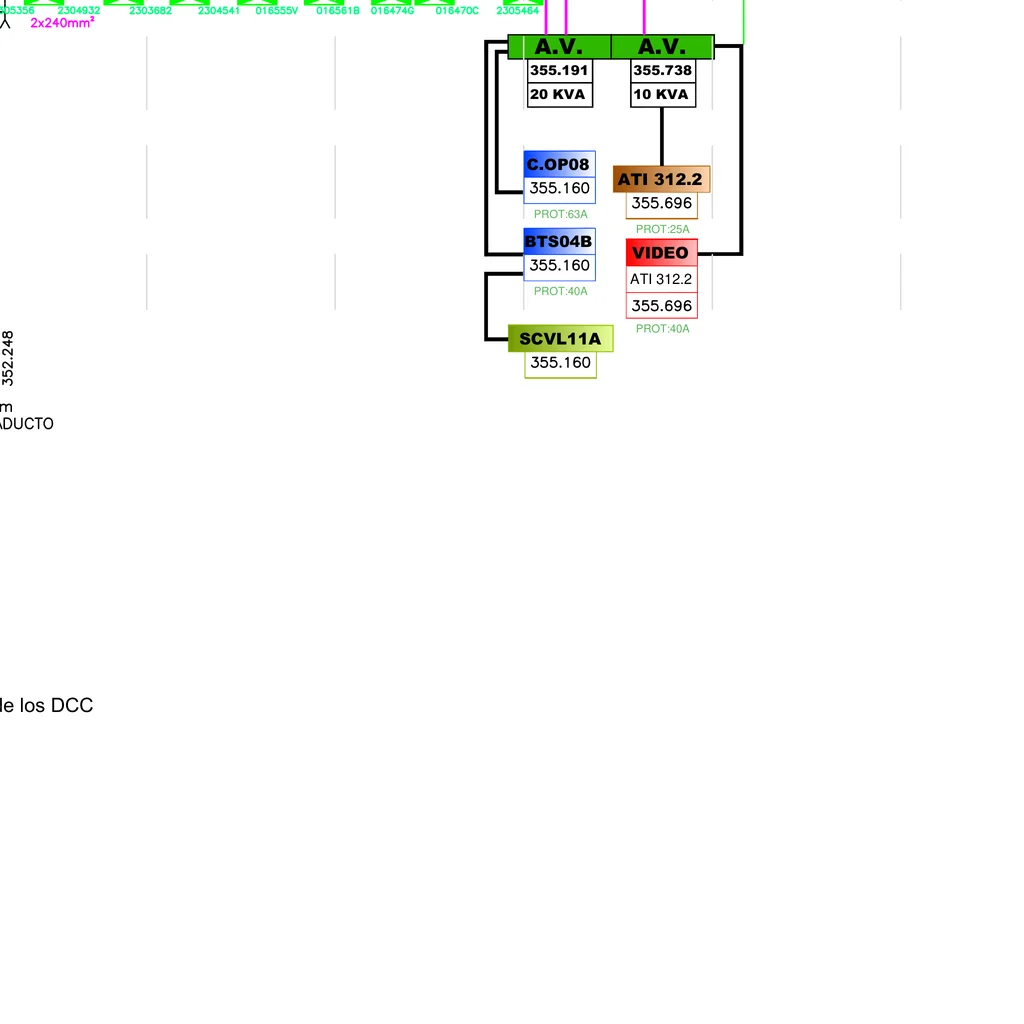 2304932 2303682 2304541 016555V 016561B 016474G 016470C 2305464
2x240mm²
A.V. A.V.
355.191 355.738
20 KVA 10 KVA
C.OP08
355.160
PROT:63A
ATI 312.2
355.696
PROT:25A
BTS04B
355.160
PROT:40A
VIDEO
ATI 312.2
355.696
PROT:40A
SCVL11A
355.160
352.248
m
ADUCTO
de los DCC